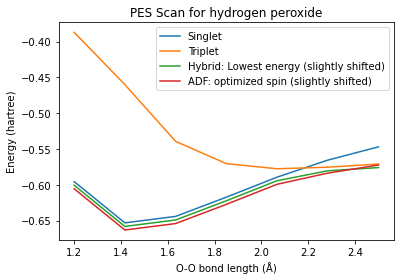 PES Scan for hydrogen peroxide
Singlet
Triplet
Hybrid: Lowest energy (slightly shifted)
ADF: optimized spin (slightly shifted)
Energy (hartree)
−0.40
−0.45
−0.50
−0.55
−0.60
−0.65
1.2 1.4 1.6 1.8 2.0 2.2 2.4
O-O bond length (Å)